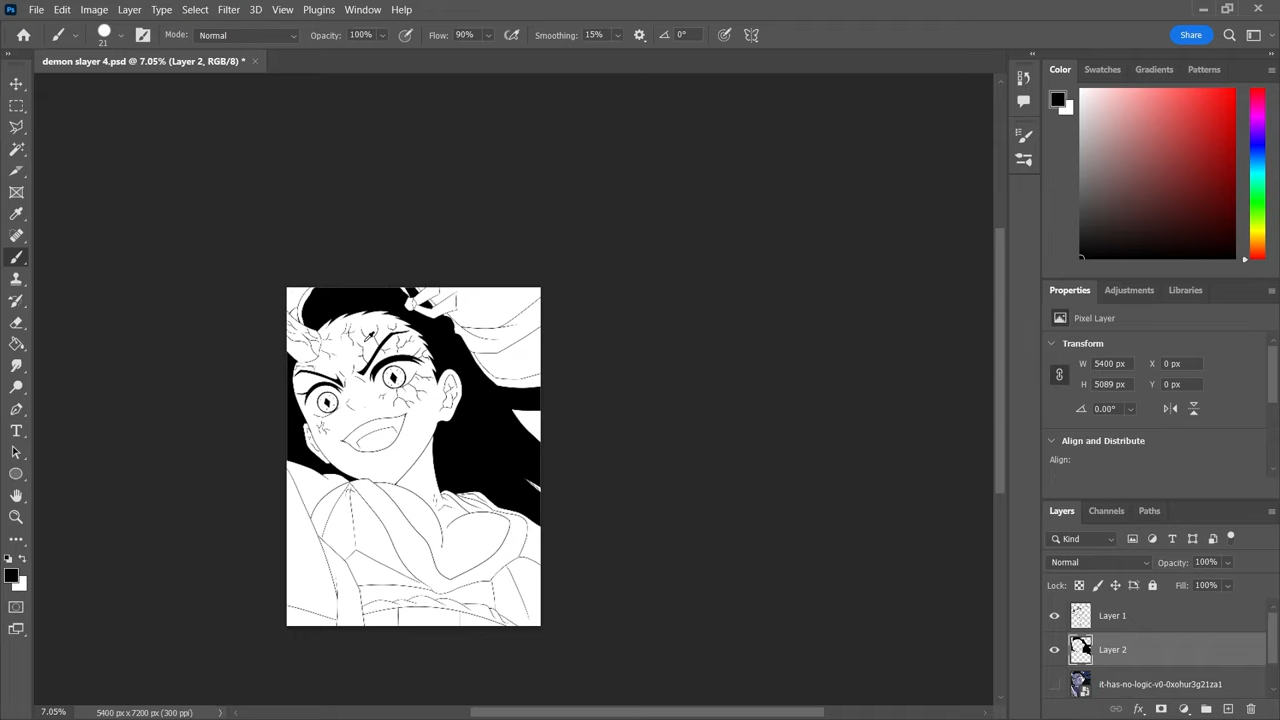 Ps File Edit Image Layer Type Select Filter 3D View Plugins Window Help
21 Mode: Normal Opacity: 100% Flow: 90% Smoothing: 15% 0° Share
demon slayer 4.psd @ 7.05% (Layer 2, RGB/8) *
Color Swatches Gradients Patterns
Properties Adjustments Libraries
Pixel Layer
Transform
W 5400 px X 0 px
H 5089 px Y 0 px
0.00°
Align and Distribute
Align:
Layers Channels Paths
Kind
Normal Opacity: 100%
Lock: Fill: 100%
Layer 1
Layer 2
it-has-no-logic-v0-0xohur3g21za1
7.05% 5400 px x 7200 px (300 ppi)